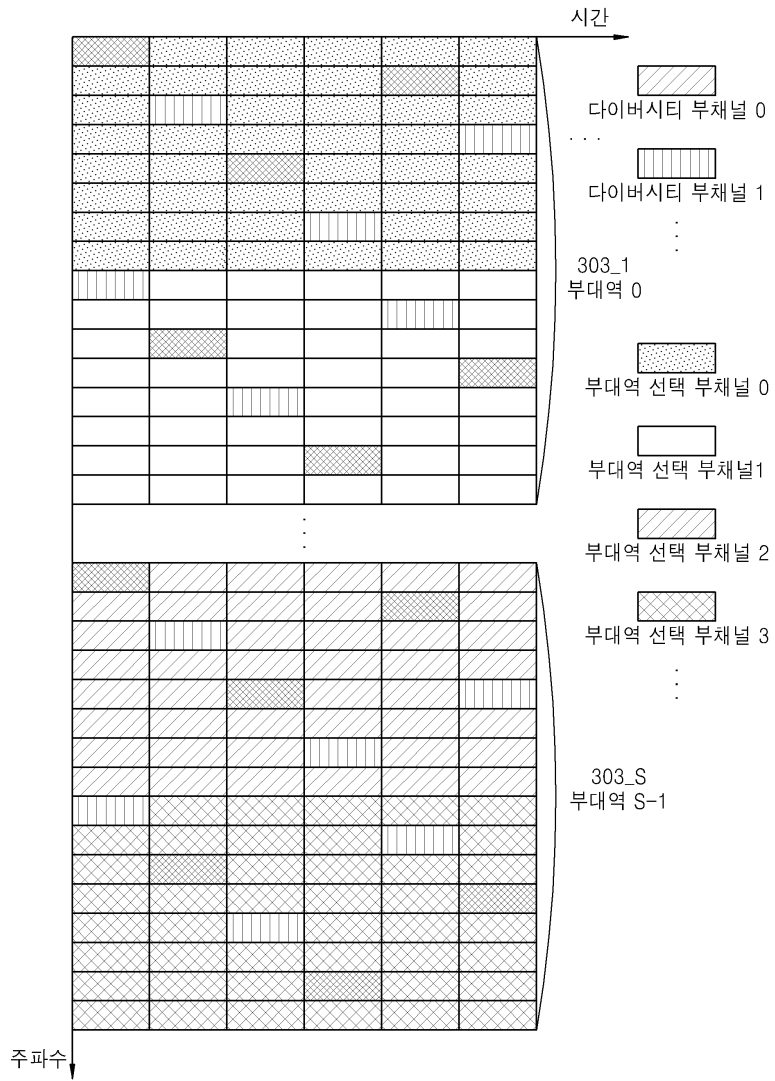 시간
다이버시티 부채널 0
. . .
다이버시티 부채널 1
303_1
부대역 0
부대역 선택 부채널 0
부대역 선택 부채널1
부대역 선택 부채널 2
부대역 선택 부채널 3
303_S
부대역 S-1
주파수